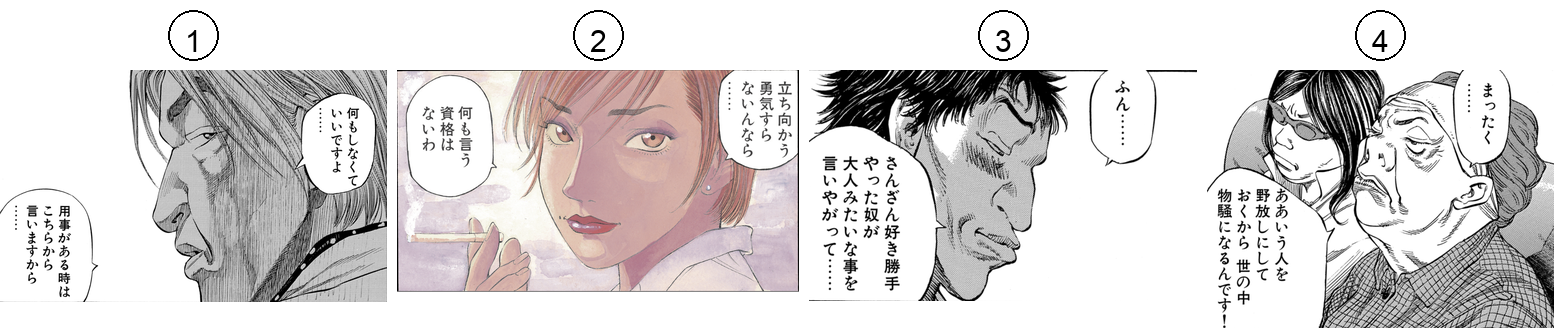 1
何もしなくて
いいですよ
……
用事がある時は
こちらから
言いますから
……
2
立ち向かう
勇気すら
ないんなら
……
何も言う
資格は
ないわ
3
ふん……
さんざん好き勝手
やった奴が
大人みたいな事を
言いやがって……
4
まったく
……
ああいう人を
野放しにして
おくから 世の中
物騒になるんです！